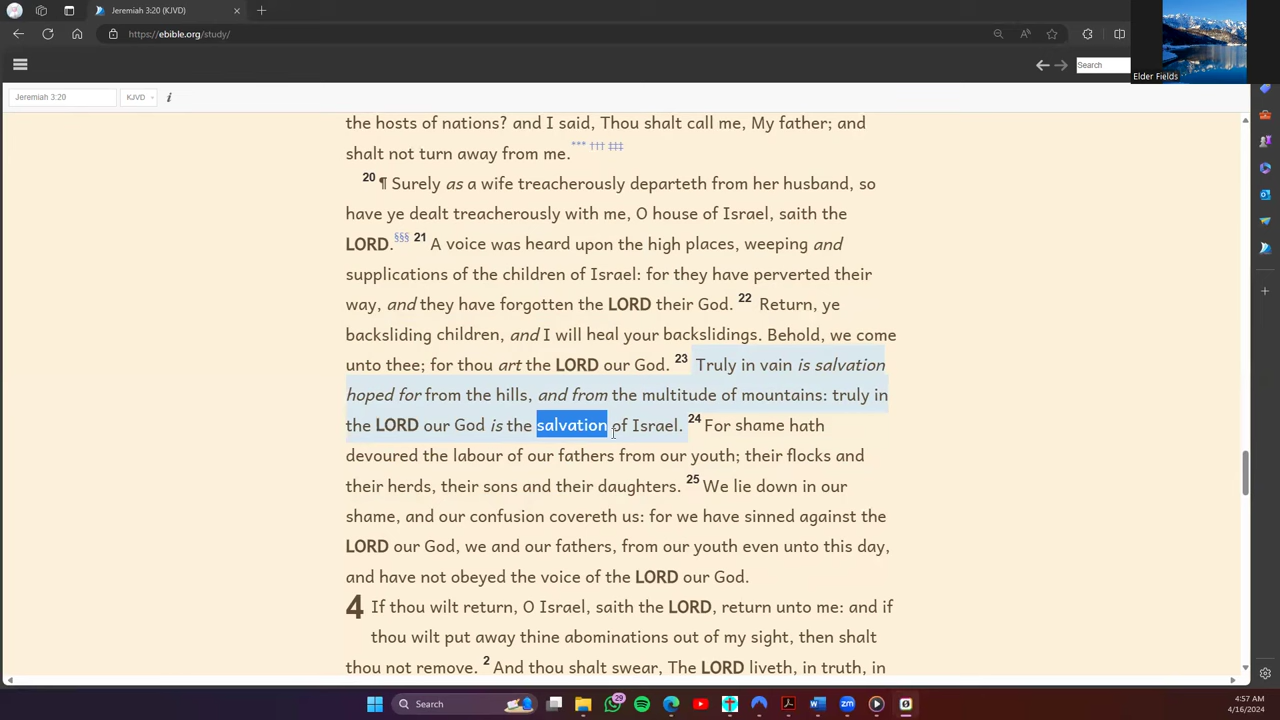 Jeremiah 3:20 (KJVD)
https://ebible.org/study/
Search
Elder Fields
Jeremiah 3:20
KJVD
i
the hosts of nations? and I said, Thou shalt call me, My father; and
shalt not turn away from me.*** ††† ‡‡‡
20 ¶ Surely as a wife treacherously departeth from her husband, so
have ye dealt treacherously with me, O house of Israel, saith the
LORD.§§§ 21 A voice was heard upon the high places, weeping and
supplications of the children of Israel: for they have perverted their
way, and they have forgotten the LORD their God. 22 Return, ye
backsliding children, and I will heal your backslidings. Behold, we come
unto thee; for thou art the LORD our God. 23 Truly in vain is salvation
hoped for from the hills, and from the multitude of mountains: truly in
the LORD our God is the salvation of Israel. 24 For shame hath
devoured the labour of our fathers from our youth; their flocks and
their herds, their sons and their daughters. 25 We lie down in our
shame, and our confusion covereth us: for we have sinned against the
LORD our God, we and our fathers, from our youth even unto this day,
and have not obeyed the voice of the LORD our God.
4 If thou wilt return, O Israel, saith the LORD, return unto me: and if
thou wilt put away thine abominations out of my sight, then shalt
thou not remove. 2 And thou shalt swear, The LORD liveth, in truth, in
Search
29
zm
4:57 AM
4/16/2024